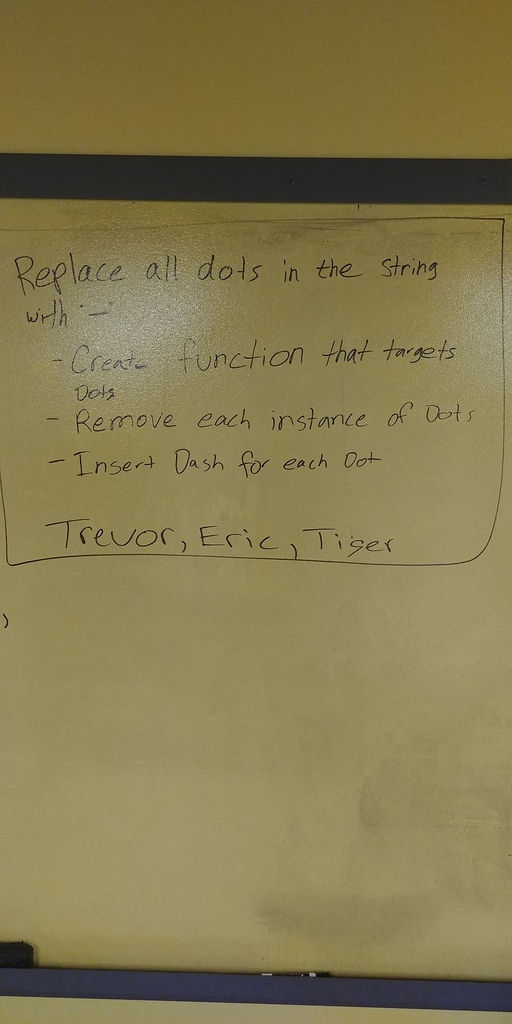 Replace all dots in the string
with '-'
- Create function that targets
Dots
- Remove each instance of Dots
- Insert Dash for each Dot
Trevor, Eric, Tiger